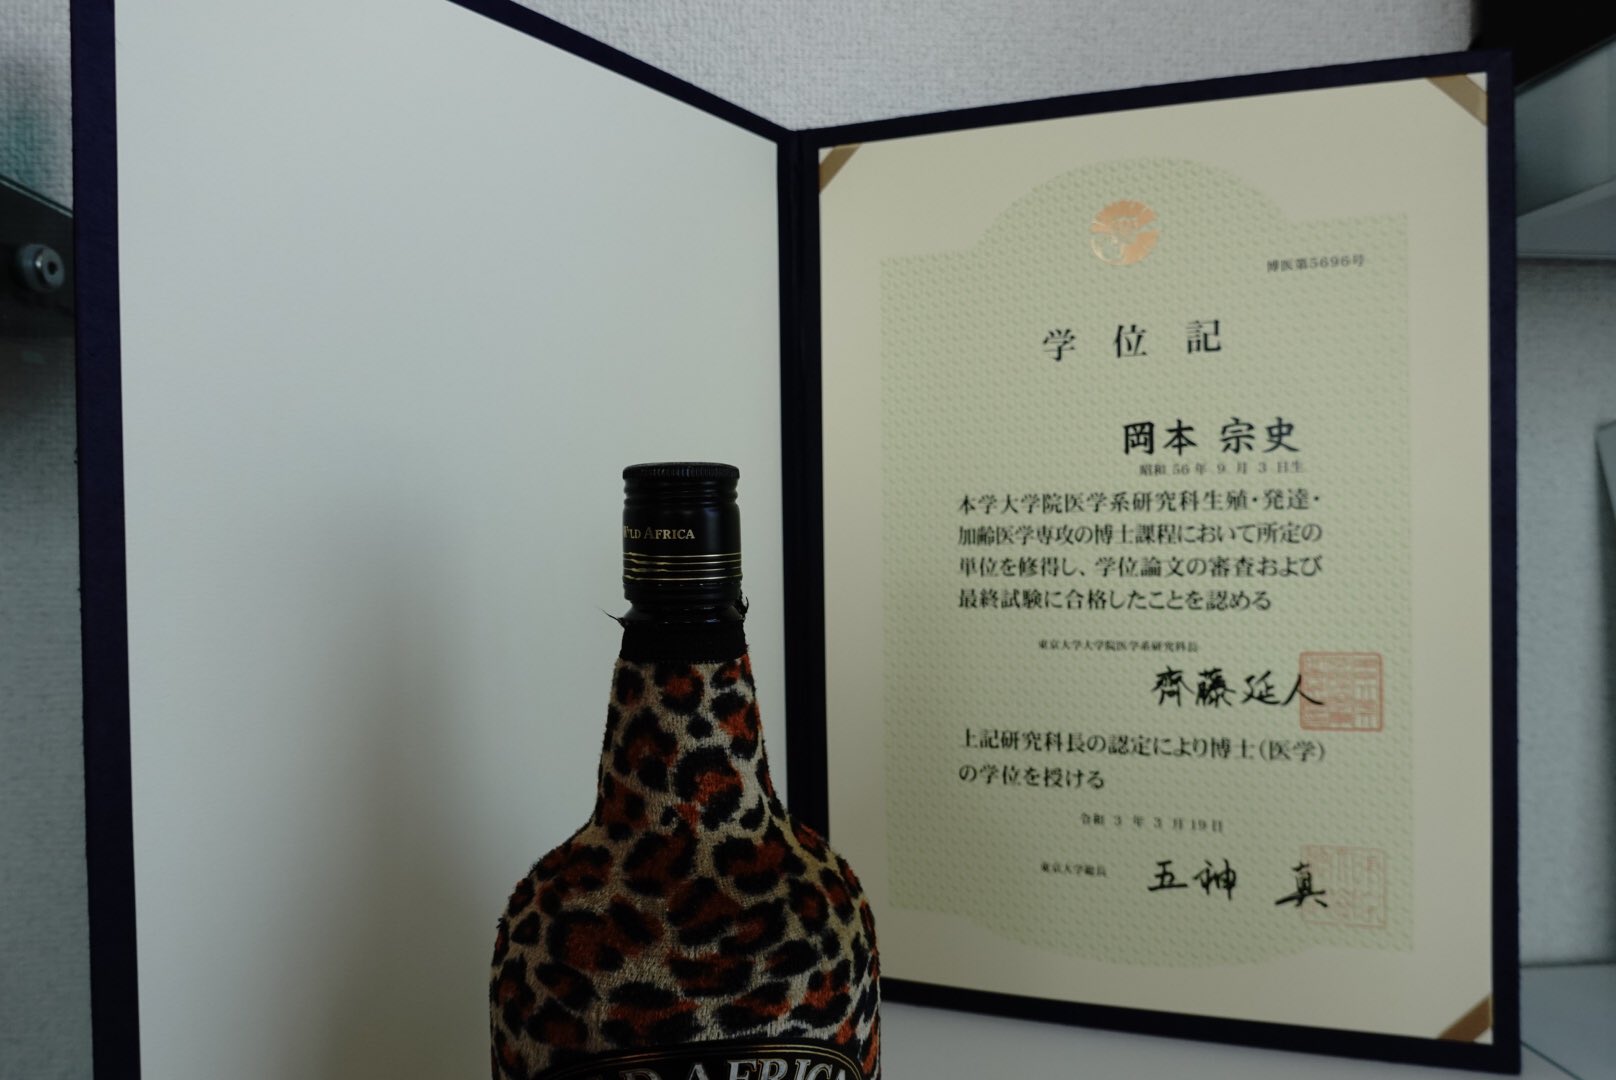 博医第5696号
学位記
岡本 宗史
昭和 56 年 9 月 3 日生
本学大学院医学系研究科生殖・発達・
加齢医学専攻の博士課程において所定の
単位を修得し、学位論文の審査および
最終試験に合格したことを認める
東京大学大学院医学系研究科長
齊藤延人
上記研究科長の認定により博士(医学)
の学位を授ける
令和 3 年 3 月 19 日
東京大学総長
五神 真
WILD AFRICA
LD AFRICA